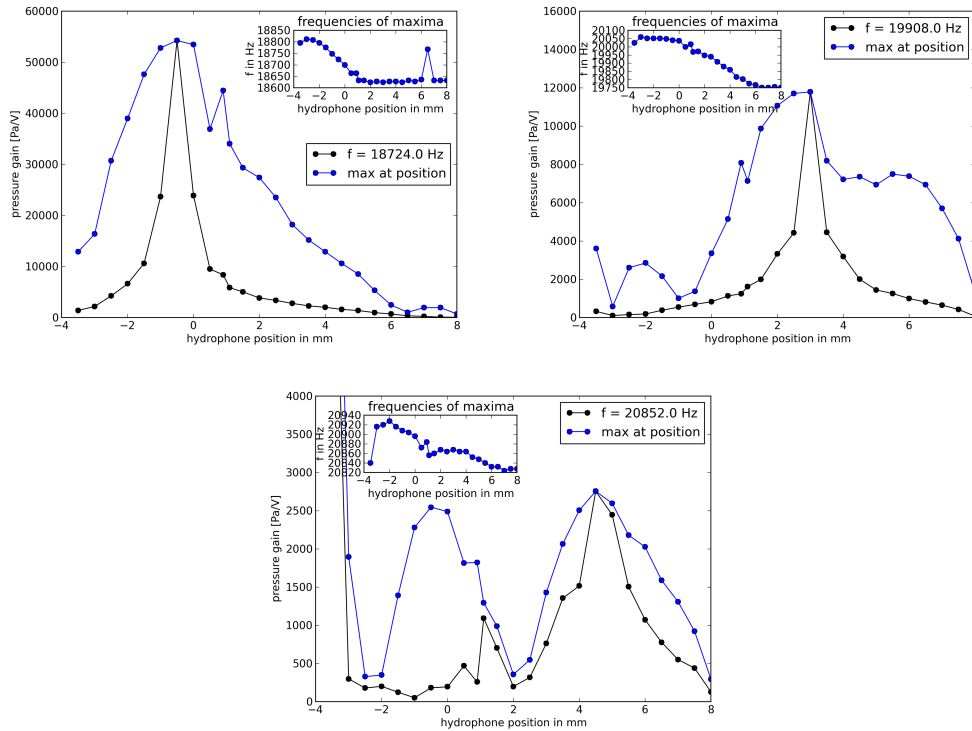 frequencies of maxima
f in Hz
18850
18800
18750
18700
18650
18600
−4 −2 0 2 4 6 8
hydrophone position in mm
f = 18724.0 Hz
max at position
pressure gain [Pa/V]
60000
50000
40000
30000
20000
10000
0
−4 −2 0 2 4 6 8
hydrophone position in mm
frequencies of maxima
f in Hz
20100
20050
20000
19950
19900
19850
19800
19750
−4 −2 0 2 4 6 8
hydrophone position in mm
f = 19908.0 Hz
max at position
pressure gain [Pa/V]
16000
14000
12000
10000
8000
6000
4000
2000
0
−4 −2 0 2 4 6
hydrophone position in mm
frequencies of maxima
f in Hz
20940
20920
20900
20880
20860
20840
20820
−4 −2 0 2 4 6 8
hydrophone position in mm
f = 20852.0 Hz
max at position
pressure gain [Pa/V]
4000
3500
3000
2500
2000
1500
1000
500
0
−4 −2 0 2 4 6 8
hydrophone position in mm